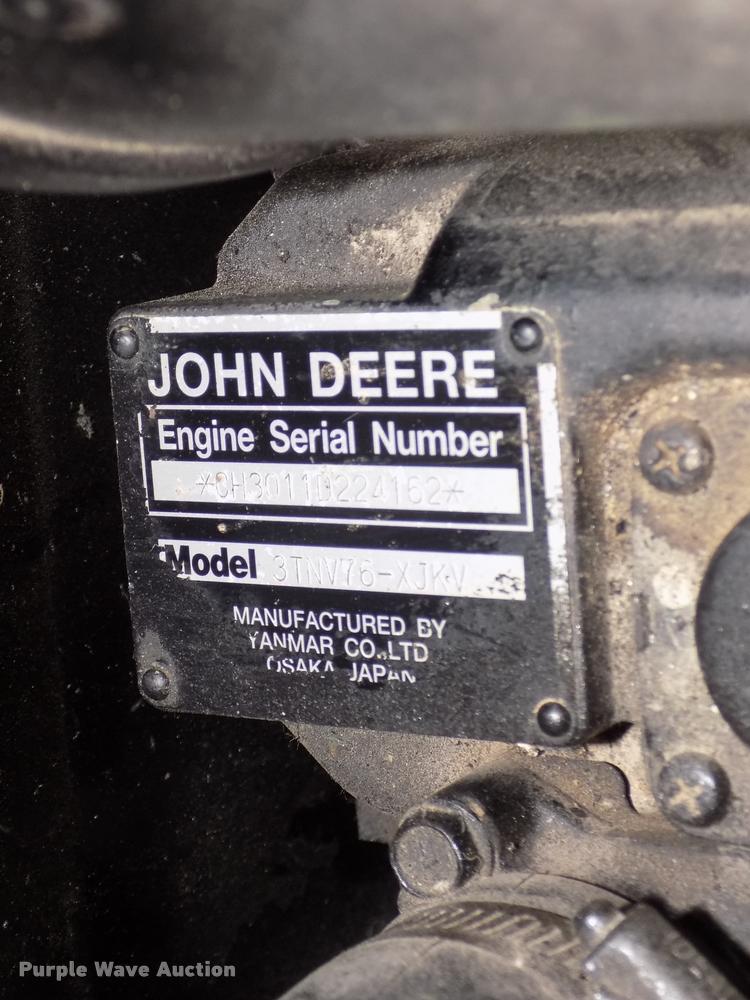 JOHN DEERE
Engine Serial Number
*CH3011D224162*
Model 3TNV76-XJKV
MANUFACTURED BY
YANMAR CO.,LTD
OSAKA JAPAN
Purple Wave Auction